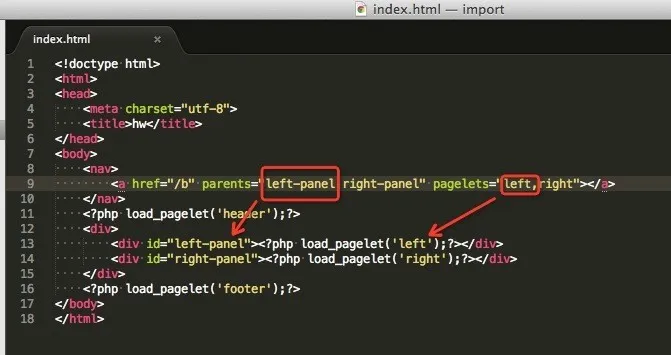 index.html — import
index.html ×
1 <!doctype html>
2 <html>
3 <head>
4 <meta charset="utf-8">
5 <title>hw</title>
6 </head>
7 <body>
8 <nav>
9 <a href="/b" parents="left-panel right-panel" pagelets="left,right"></a>
10 </nav>
11 <?php load_pagelet('header');?>
12 <div>
13 <div id="left-panel"><?php load_pagelet('left');?></div>
14 <div id="right-panel"><?php load_pagelet('right');?></div>
15 </div>
16 <?php load_pagelet('footer');?>
17 </body>
18 </html>